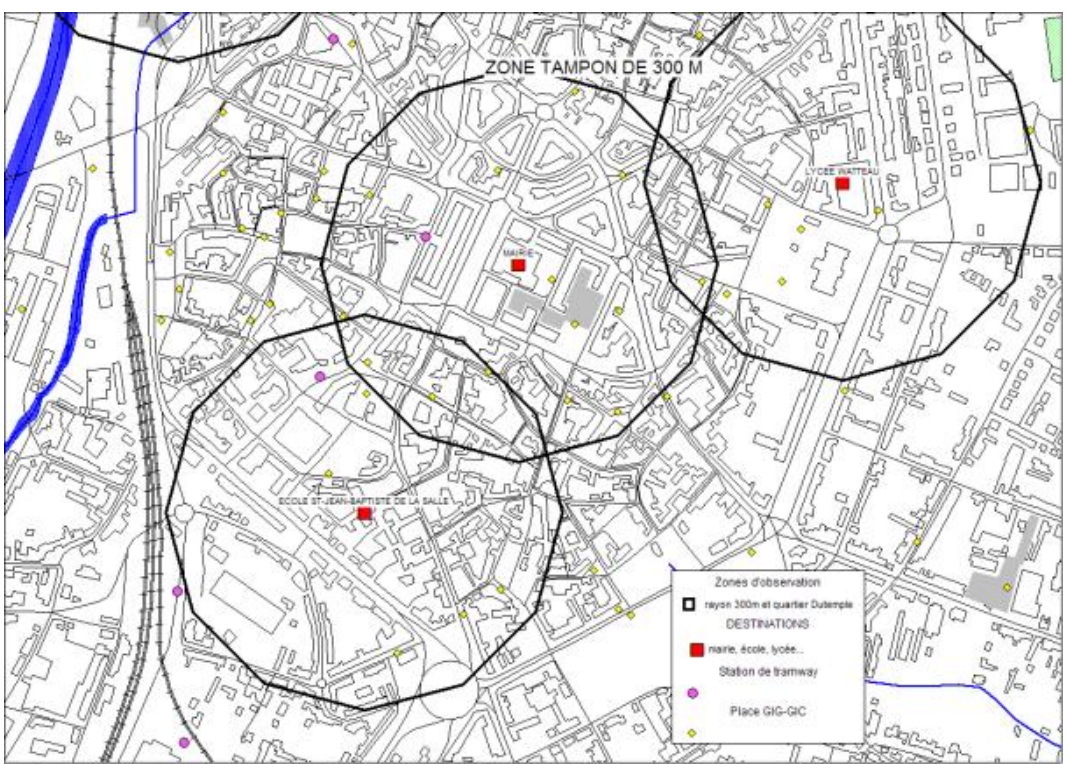 ZONE TAMPON DE 300 M
LYCEE WATTEAU
MAIRIE
ECOLE ST-JEAN-BAPTISTE DE LA SALLE
Zones d'observation
rayon 300m et quartier Dutemple
DESTINATIONS
mairie, école, lycée...
Station de tramway
Place GIG-GIC